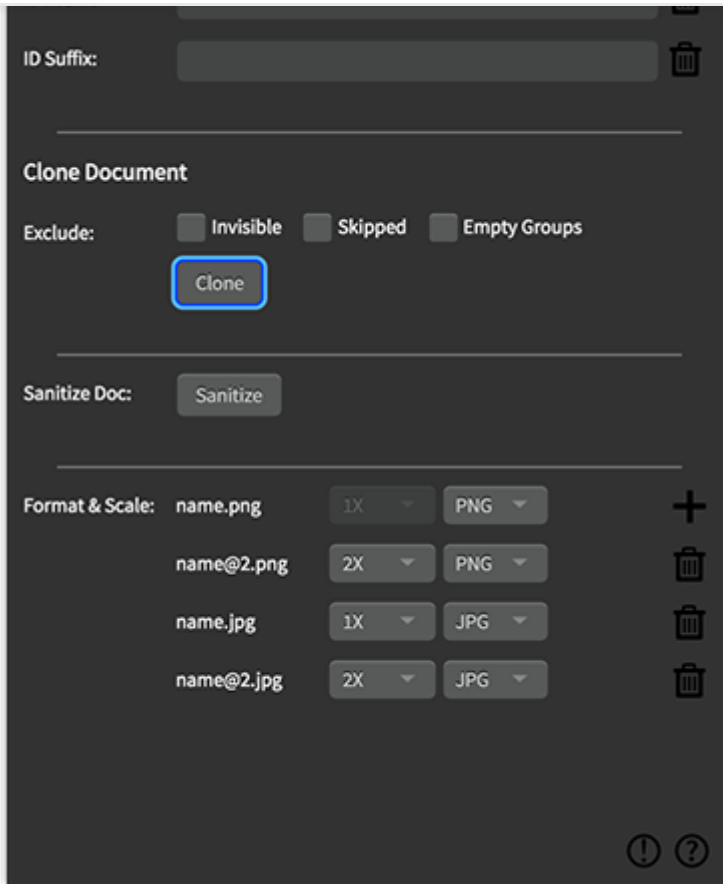 ID Suffix:
Clone Document
Exclude: Invisible Skipped Empty Groups
Clone
Sanitize Doc: Sanitize
Format & Scale: name.png 1X PNG
name@2.png 2X PNG
name.jpg 1X JPG
name@2.jpg 2X JPG